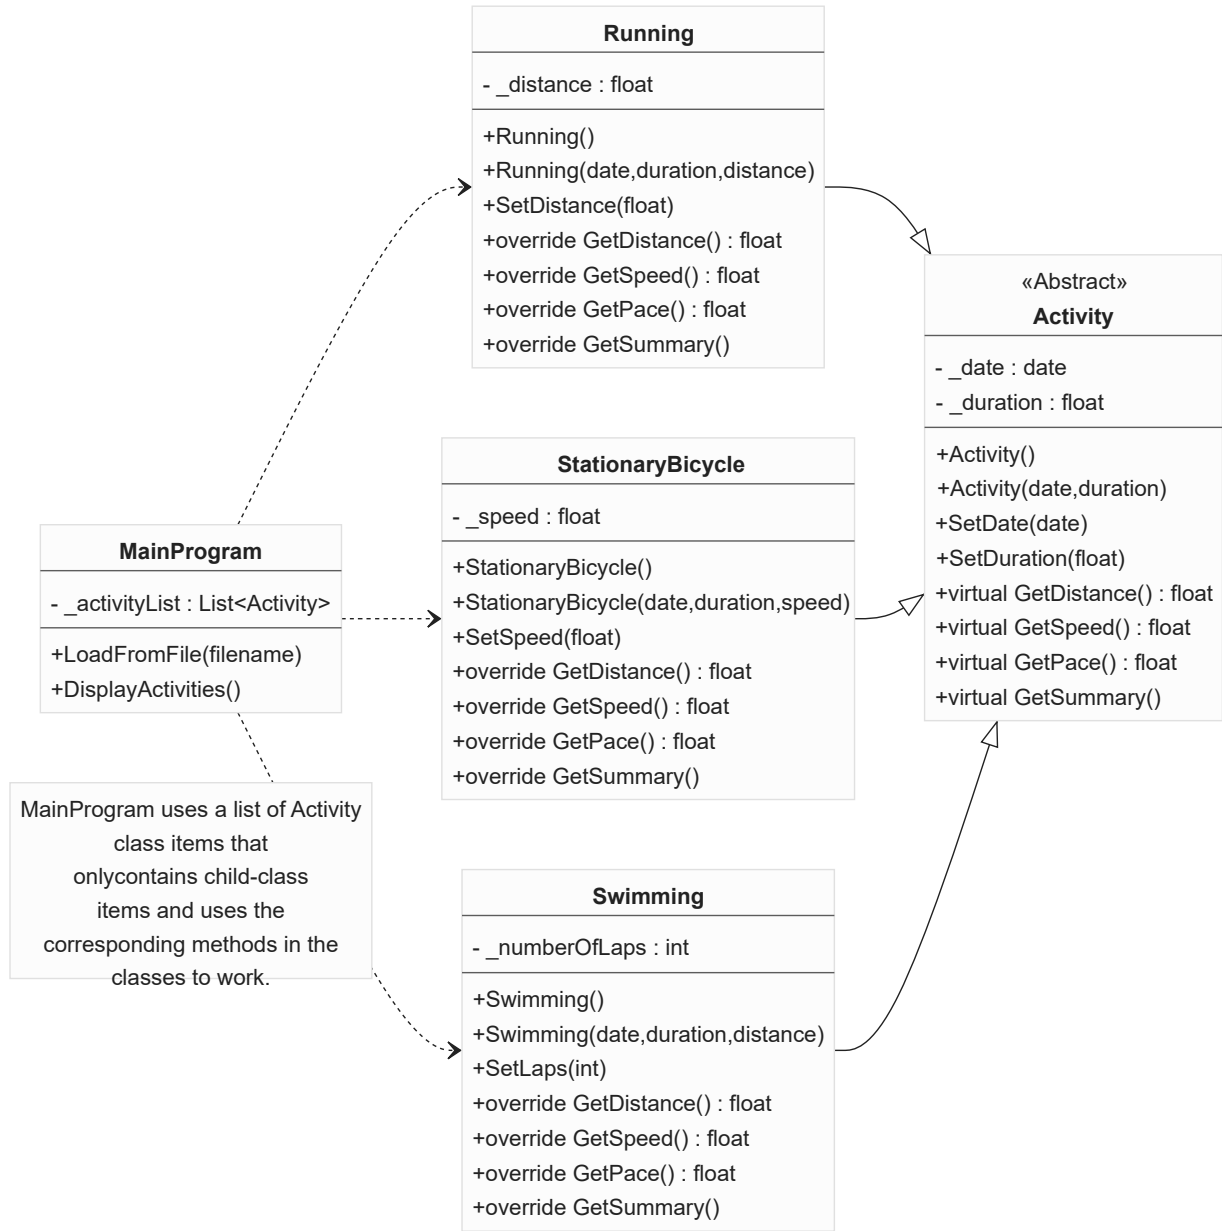 Running
- _distance : float
+Running()
+Running(date,duration,distance)
+SetDistance(float)
+override GetDistance() : float
+override GetSpeed() : float
+override GetPace() : float
+override GetSummary()
«Abstract»
Activity
- _date : date
- _duration : float
+Activity()
+Activity(date,duration)
+SetDate(date)
+SetDuration(float)
+virtual GetDistance() : float
+virtual GetSpeed() : float
+virtual GetPace() : float
+virtual GetSummary()
StationaryBicycle
- _speed : float
+StationaryBicycle()
+StationaryBicycle(date,duration,speed)
+SetSpeed(float)
+override GetDistance() : float
+override GetSpeed() : float
+override GetPace() : float
+override GetSummary()
MainProgram
- _activityList : List<Activity>
+LoadFromFile(filename)
+DisplayActivities()
MainProgram uses a list of Activity
class items that
onlycontains child-class
items and uses the
corresponding methods in the
classes to work.
Swimming
- _numberOfLaps : int
+Swimming()
+Swimming(date,duration,distance)
+SetLaps(int)
+override GetDistance() : float
+override GetSpeed() : float
+override GetPace() : float
+override GetSummary()